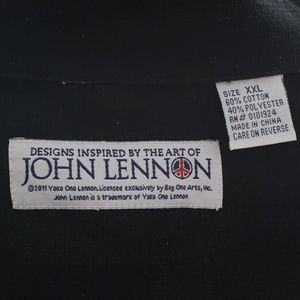 SIZE XXL
60% COTTON
40% POLYESTER
RN# 0101924
MADE IN CHINA
CARE ON REVERSE
DESIGNS INSPIRED BY THE ART OF
JOHN LENNON
©2011 Yoko Ono Lennon. Licensed exclusively by Bag One Arts, Inc.
John Lennon is a trademark of Yoko Ono Lennon